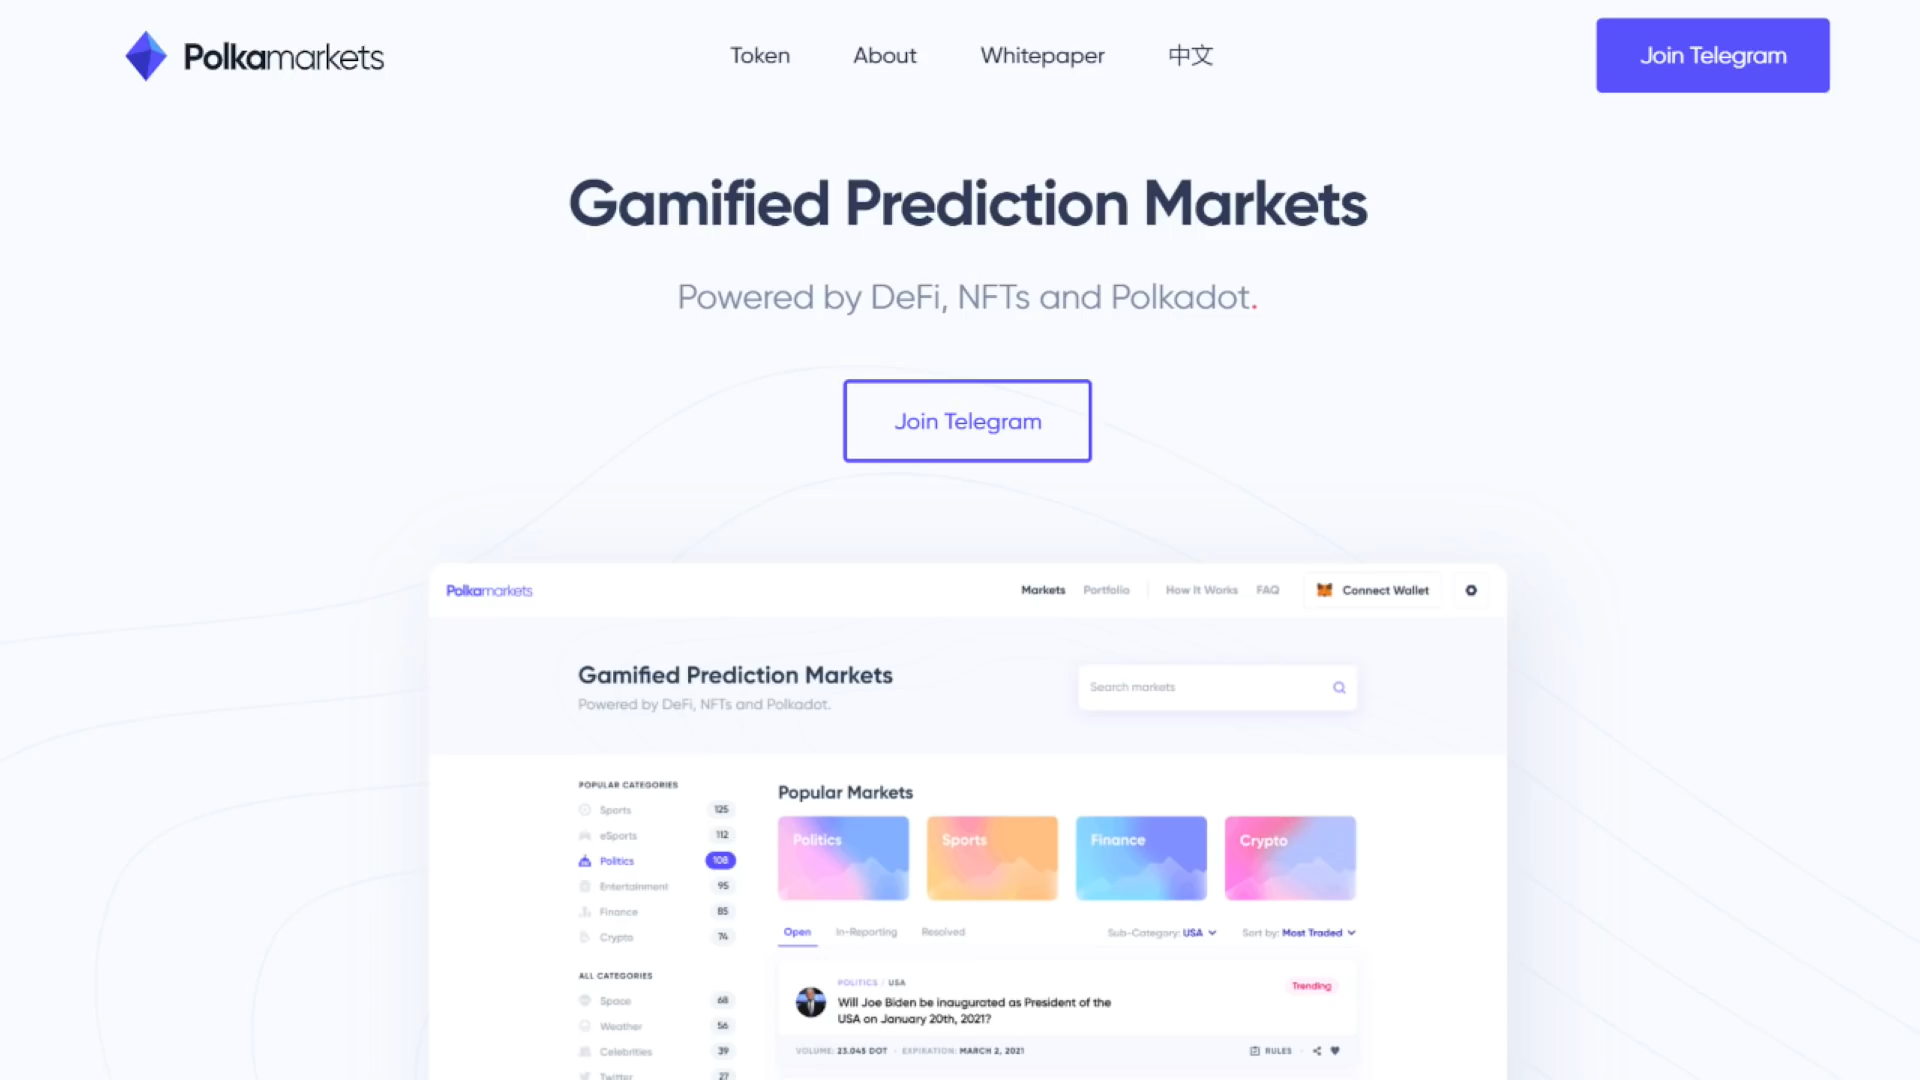 Polkamarkets
Token
About
Whitepaper
中文
Join Telegram
Gamified Prediction Markets
Powered by DeFi, NFTs and Polkadot.
Join Telegram
Polkamarkets
Markets
Portfolio
How It Works
FAQ
Connect Wallet
Gamified Prediction Markets
Powered by DeFi, NFTs and Polkadot.
Search markets
POPULAR CATEGORIES
Sports 125
eSports 112
Politics 108
Entertainment 95
Finance 85
Crypto 74
ALL CATEGORIES
Space 68
Weather 56
Celebrities 39
Twitter 27
Popular Markets
Politics
Sports
Finance
Crypto
Open
In-Reporting
Resolved
Sub-Category: USA
Sort by: Most Traded
POLITICS / USA
Trending
Will Joe Biden be inaugurated as President of the
USA on January 20th, 2021?
VOLUME: 23.045 DOT · EXPIRATION: MARCH 2, 2021
RULES